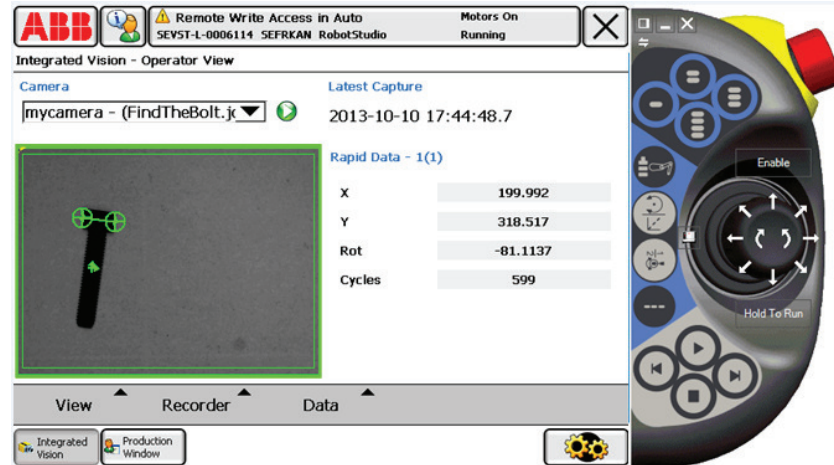 ABB
Remote Write Access in Auto
SEVST-L-0006114 SEFRKAN RobotStudio
Motors On
Running
Integrated Vision - Operator View
Camera
mycamera - (FindTheBolt.jc
Latest Capture
2013-10-10 17:44:48.7
Rapid Data - 1(1)
X 199.992
Y 318.517
Rot -81.1137
Cycles 599
View
Recorder
Data
Integrated
Vision
Production
Window
Enable
Hold To Run